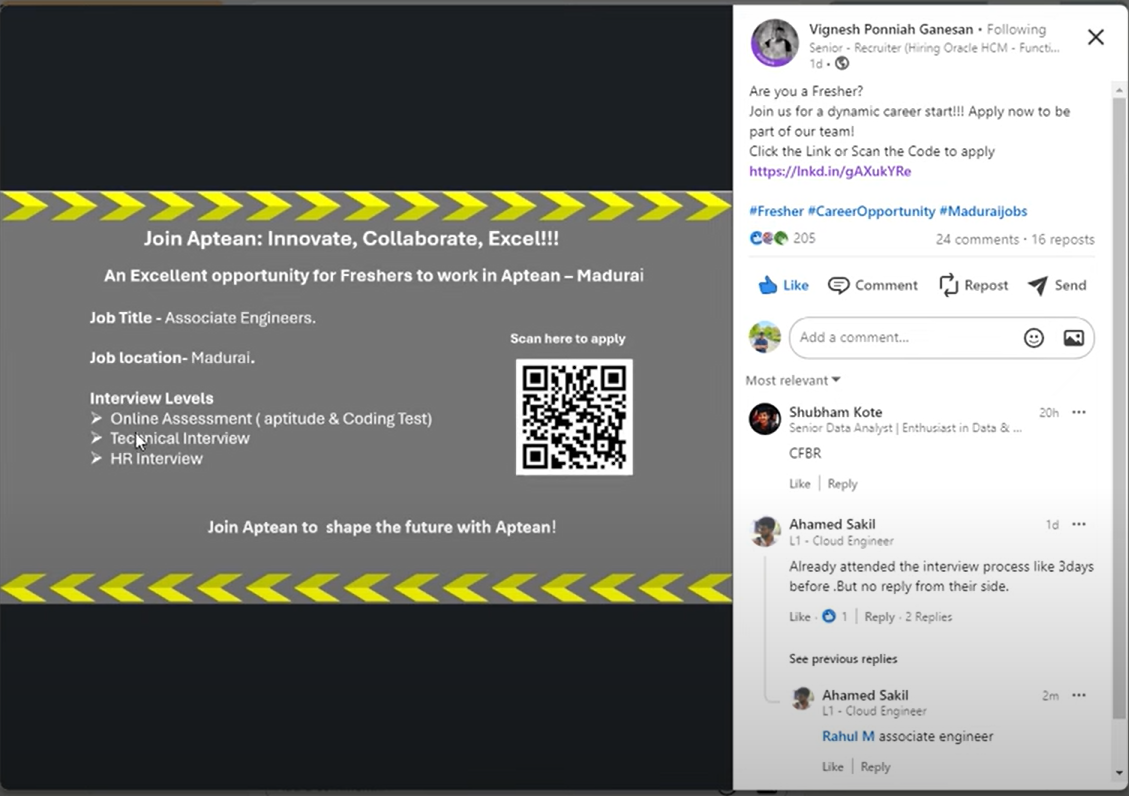 Join Aptean: Innovate, Collaborate, Excel!!!
An Excellent opportunity for Freshers to work in Aptean – Madurai
Job Title - Associate Engineers.
Job location- Madurai.
Interview Levels
➢ Online Assessment ( aptitude & Coding Test)
➢ Technical Interview
➢ HR Interview
Scan here to apply
Join Aptean to shape the future with Aptean!
Vignesh Ponniah Ganesan • Following
Senior - Recruiter (Hiring Oracle HCM - Functi...
1d •
Are you a Fresher?
Join us for a dynamic career start!!! Apply now to be
part of our team!
Click the Link or Scan the Code to apply
https://lnkd.in/gAXukYRe
#Fresher #CareerOpportunity #Maduraijobs
205 24 comments · 16 reposts
Like Comment Repost Send
Add a comment...
Most relevant
Shubham Kote 20h
Senior Data Analyst | Enthusiast in Data & ...
CFBR
Like | Reply
Ahamed Sakil 1d
L1 - Cloud Engineer
Already attended the interview process like 3days
before .But no reply from their side.
Like · 1 | Reply · 2 Replies
See previous replies
Ahamed Sakil 2m
L1 - Cloud Engineer
Rahul M associate engineer
Like | Reply